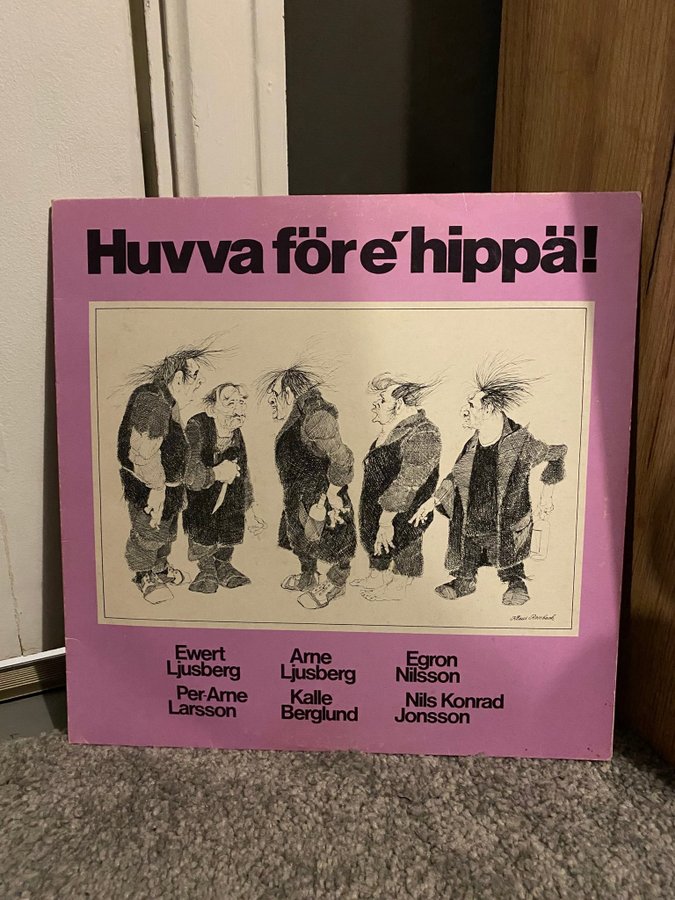 Huvva för e´hippä!
Ewert
Ljusberg
Arne
Ljusberg
Egron
Nilsson
Per-Arne
Larsson
Kalle
Berglund
Nils Konrad
Jonsson